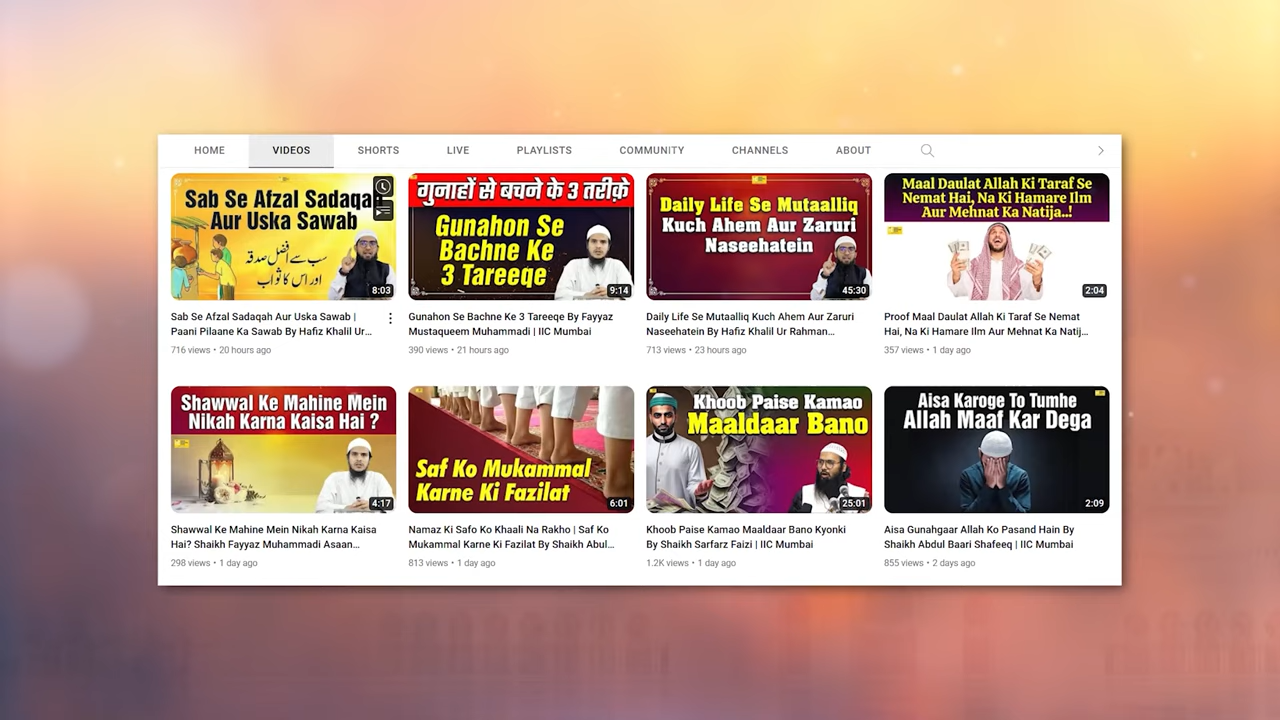 HOME VIDEOS SHORTS LIVE PLAYLISTS COMMUNITY CHANNELS ABOUT
Sab Se Afzal Sadaqah
Aur Uska Sawab
سب سے افضل صدقہ
اور اس کا ثواب
8:03
गुनाहों से बचने के 3 तरीक़े
Gunahon Se
Bachne Ke
3 Tareeqe
9:14
Daily Life Se Mutaalliq
Kuch Ahem Aur Zaruri
Naseehatein
45:30
Maal Daulat Allah Ki Taraf Se
Nemat Hai, Na Ki Hamare Ilm
Aur Mehnat Ka Natija..!
2:04
Sab Se Afzal Sadaqah Aur Uska Sawab |
Paani Pilaane Ka Sawab By Hafiz Khalil Ur...
716 views • 20 hours ago
Gunahon Se Bachne Ke 3 Tareeqe By Fayyaz
Mustaqueem Muhammadi | IIC Mumbai
390 views • 21 hours ago
Daily Life Se Mutaalliq Kuch Ahem Aur Zaruri
Naseehatein By Hafiz Khalil Ur Rahman...
713 views • 23 hours ago
Proof Maal Daulat Allah Ki Taraf Se Nemat
Hai, Na Ki Hamare Ilm Aur Mehnat Ka Natij...
357 views • 1 day ago
Shawwal Ke Mahine Mein
Nikah Karna Kaisa Hai ?
4:17
Saf Ko Mukammal
Karne Ki Fazilat
6:01
Khoob Paise Kamao
Maaldaar Bano
25:01
Aisa Karoge To Tumhe
Allah Maaf Kar Dega
2:09
Shawwal Ke Mahine Mein Nikah Karna Kaisa
Hai? Shaikh Fayyaz Muhammadi Asaan...
298 views • 1 day ago
Namaz Ki Safo Ko Khaali Na Rakho | Saf Ko
Mukammal Karne Ki Fazilat By Shaikh Abul...
813 views • 1 day ago
Khoob Paise Kamao Maaldaar Bano Kyonki
By Shaikh Sarfarz Faizi | IIC Mumbai
1.2K views • 1 day ago
Aisa Gunahgaar Allah Ko Pasand Hain By
Shaikh Abdul Baari Shafeeq | IIC Mumbai
855 views • 2 days ago